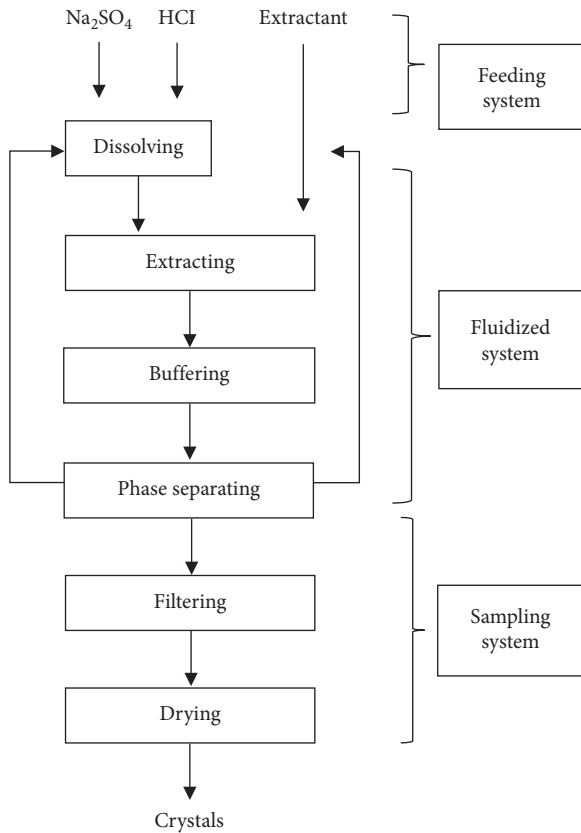 Na₂SO₄ HCl Extractant
Feeding
system
Dissolving
Extracting
Fluidized
system
Buffering
Phase separating
Filtering
Sampling
system
Drying
Crystals